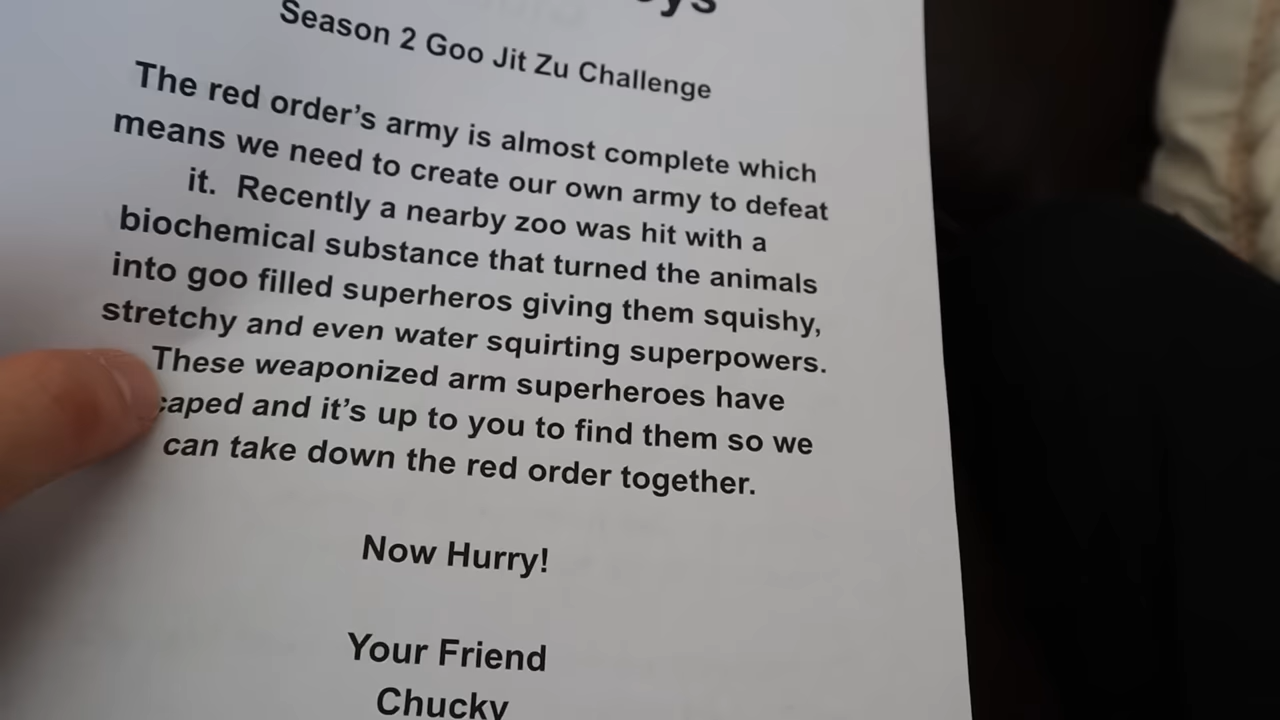 Season 2 Goo Jit Zu Challenge
The red order's army is almost complete which
means we need to create our own army to defeat
it. Recently a nearby zoo was hit with a
biochemical substance that turned the animals
into goo filled superheros giving them squishy,
stretchy and even water squirting superpowers.
These weaponized arm superheroes have
caped and it's up to you to find them so we
can take down the red order together.
Now Hurry!
Your Friend
Chucky